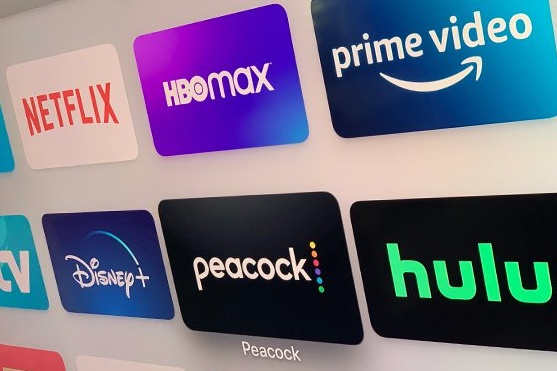 NETFLIX
HBOmax
prime video
tv
Disney+
peacock
hulu
Peacock